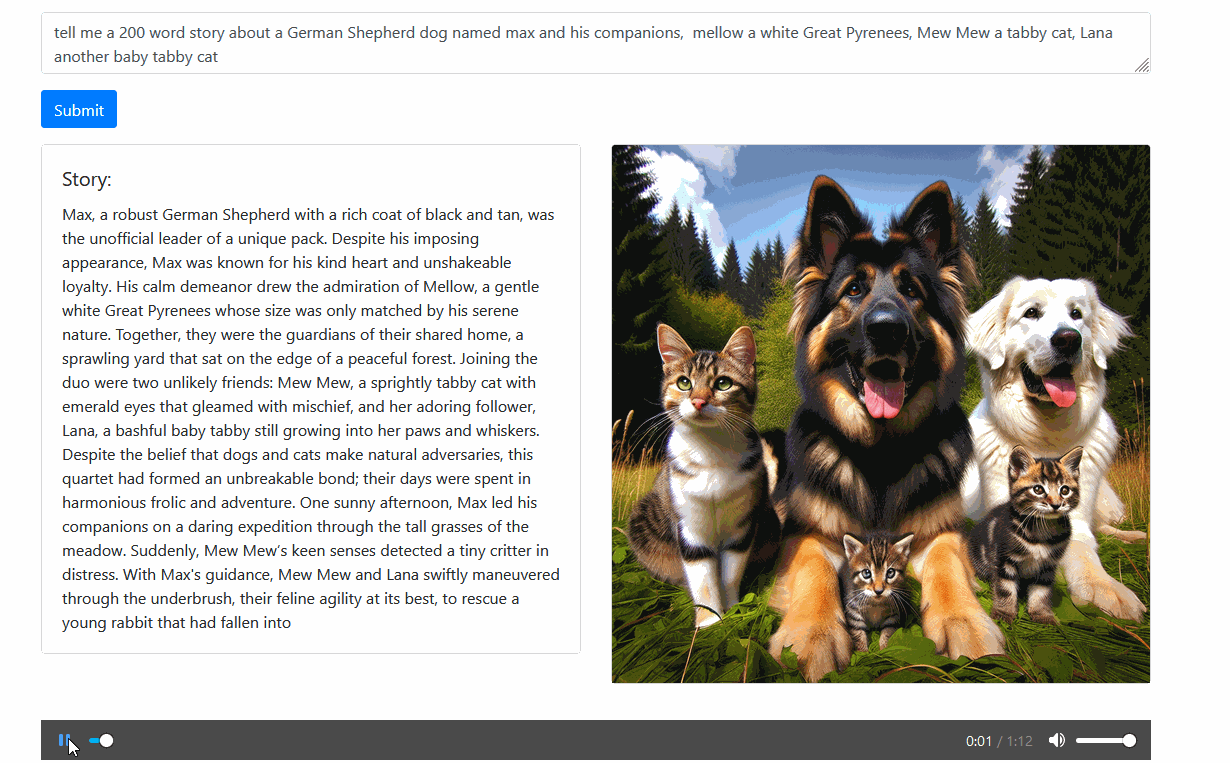 tell me a 200 word story about a German Shepherd dog named max and his companions,  mellow a white Great Pyrenees, Mew Mew a tabby cat, Lana
another baby tabby cat
Submit
Story:
Max, a robust German Shepherd with a rich coat of black and tan, was
the unofficial leader of a unique pack. Despite his imposing
appearance, Max was known for his kind heart and unshakeable
loyalty. His calm demeanor drew the admiration of Mellow, a gentle
white Great Pyrenees whose size was only matched by his serene
nature. Together, they were the guardians of their shared home, a
sprawling yard that sat on the edge of a peaceful forest. Joining the
duo were two unlikely friends: Mew Mew, a sprightly tabby cat with
emerald eyes that gleamed with mischief, and her adoring follower,
Lana, a bashful baby tabby still growing into her paws and whiskers.
Despite the belief that dogs and cats make natural adversaries, this
quartet had formed an unbreakable bond; their days were spent in
harmonious frolic and adventure. One sunny afternoon, Max led his
companions on a daring expedition through the tall grasses of the
meadow. Suddenly, Mew Mew's keen senses detected a tiny critter in
distress. With Max's guidance, Mew Mew and Lana swiftly maneuvered
through the underbrush, their feline agility at its best, to rescue a
young rabbit that had fallen into
0:01 / 1:12